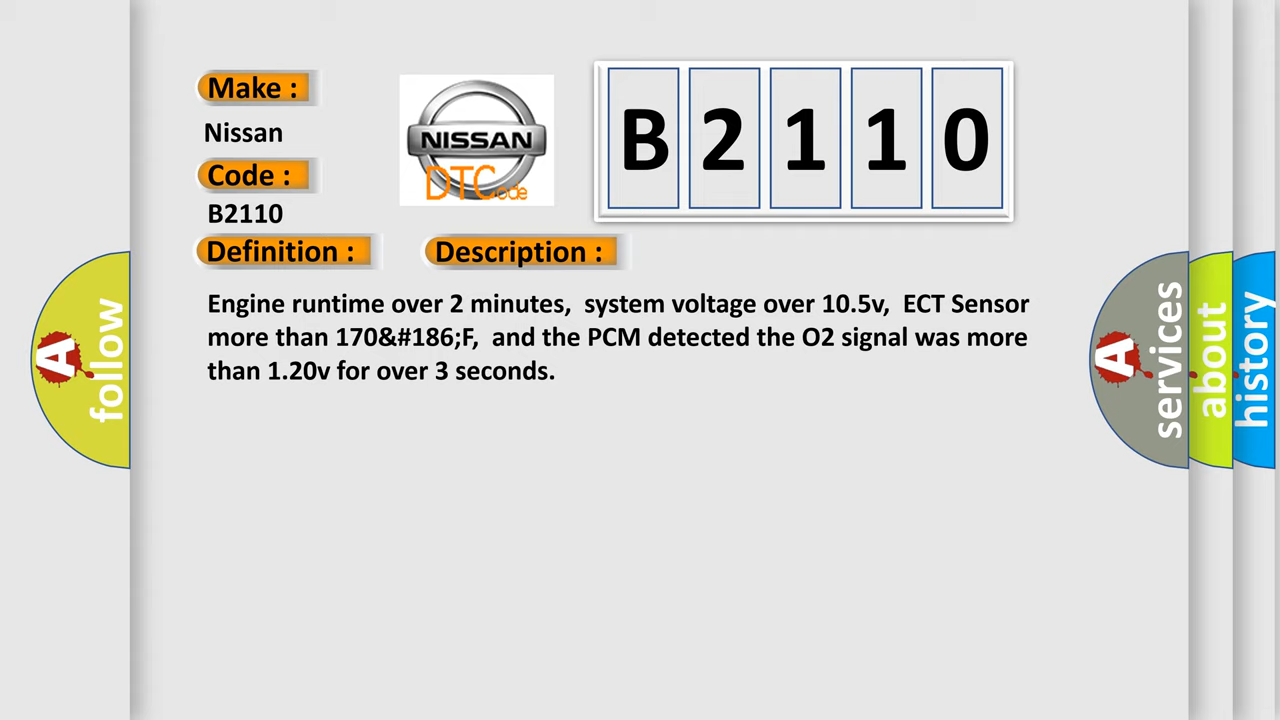 Make :
Nissan
Code :
B2110
NISSAN
DTCode
B2110
Definition :
Description :
Engine runtime over 2 minutes, system voltage over 10.5v, ECT Sensor
more than 170&#186;F, and the PCM detected the O2 signal was more
than 1.20v for over 3 seconds.
A
follow
A
services
about
history